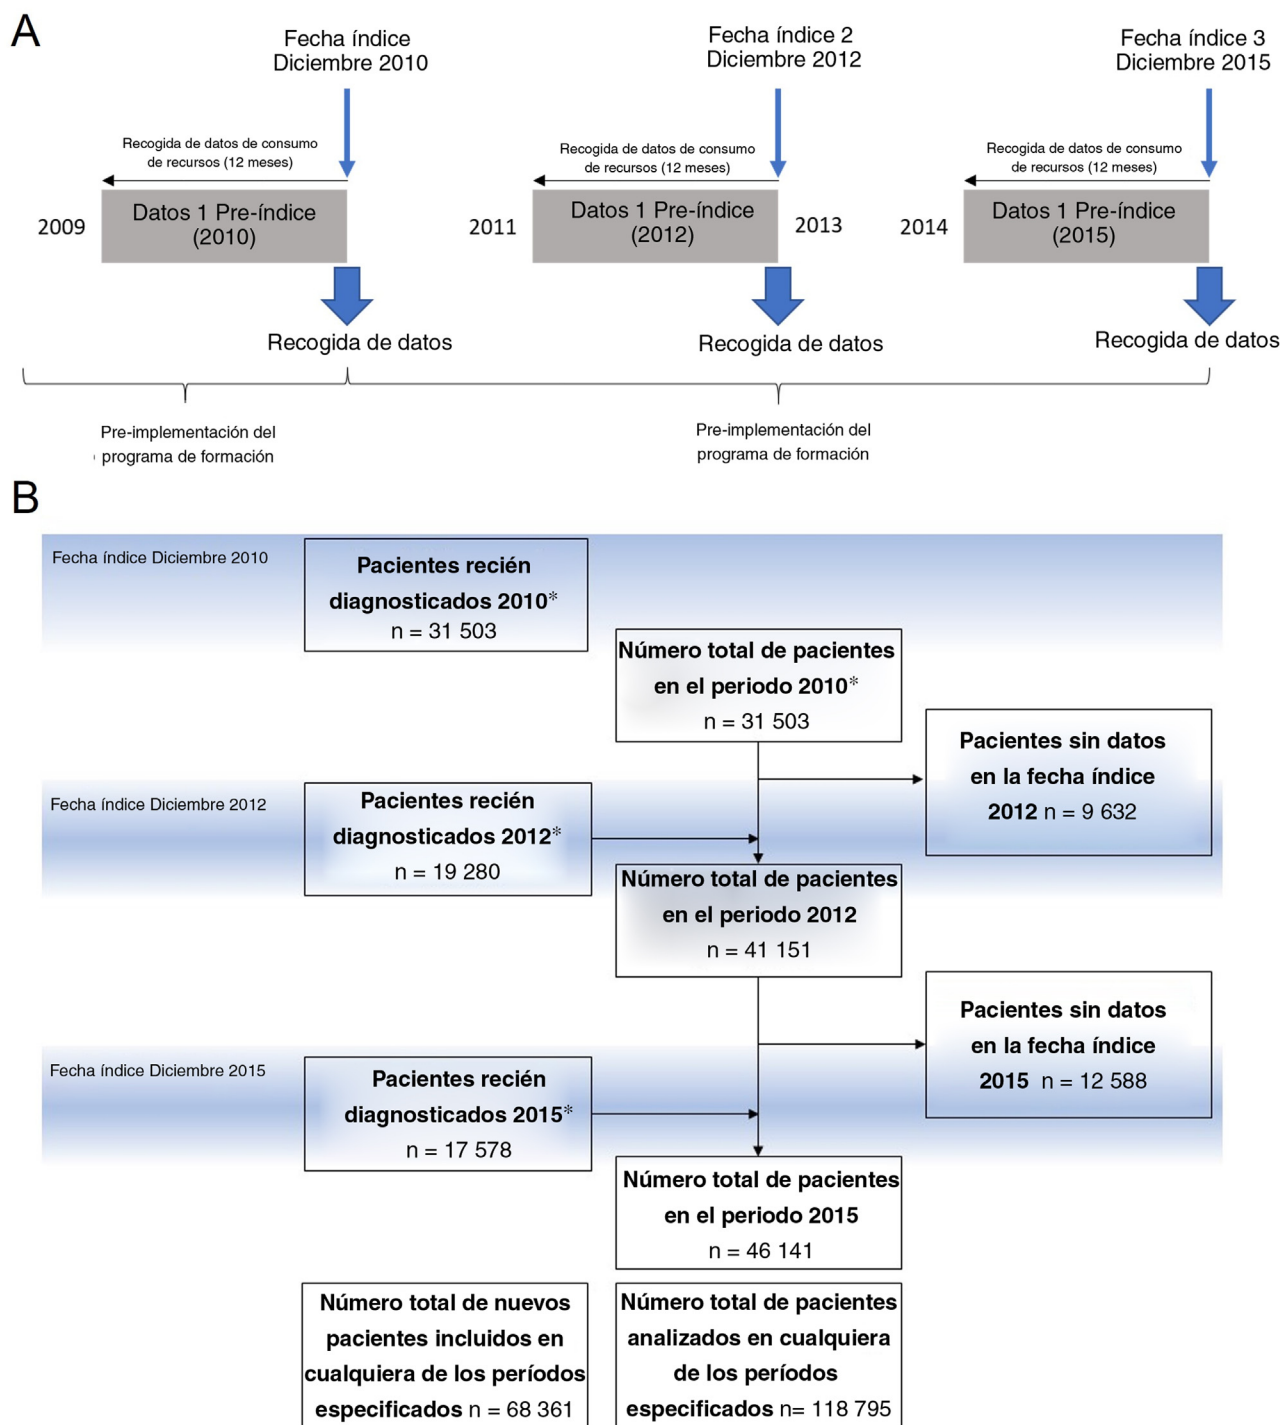 A
Fecha índice
Diciembre 2010
Fecha índice 2
Diciembre 2012
Fecha índice 3
Diciembre 2015
Recogida de datos de consumo
de recursos (12 meses)
Recogida de datos de consumo
de recursos (12 meses)
Recogida de datos de consumo
de recursos (12 meses)
2009
Datos 1 Pre-índice
(2010)
2011
Datos 1 Pre-índice
(2012)
2013
2014
Datos 1 Pre-índice
(2015)
Recogida de datos
Recogida de datos
Recogida de datos
Pre-implementación del
programa de formación
Pre-implementación del
programa de formación
B
Fecha índice Diciembre 2010
Pacientes recién
diagnosticados 2010*
n = 31 503
Número total de pacientes
en el periodo 2010*
n = 31 503
Pacientes sin datos
en la fecha índice
2012 n = 9 632
Fecha índice Diciembre 2012
Pacientes recién
diagnosticados 2012*
n = 19 280
Número total de pacientes
en el periodo 2012
n = 41 151
Pacientes sin datos
en la fecha índice
2015 n = 12 588
Fecha índice Diciembre 2015
Pacientes recién
diagnosticados 2015*
n = 17 578
Número total de pacientes
en el periodo 2015
n = 46 141
Número total de nuevos
pacientes incluidos en
cualquiera de los períodos
especificados n = 68 361
Número total de pacientes
analizados en cualquiera
de los períodos
especificados n= 118 795